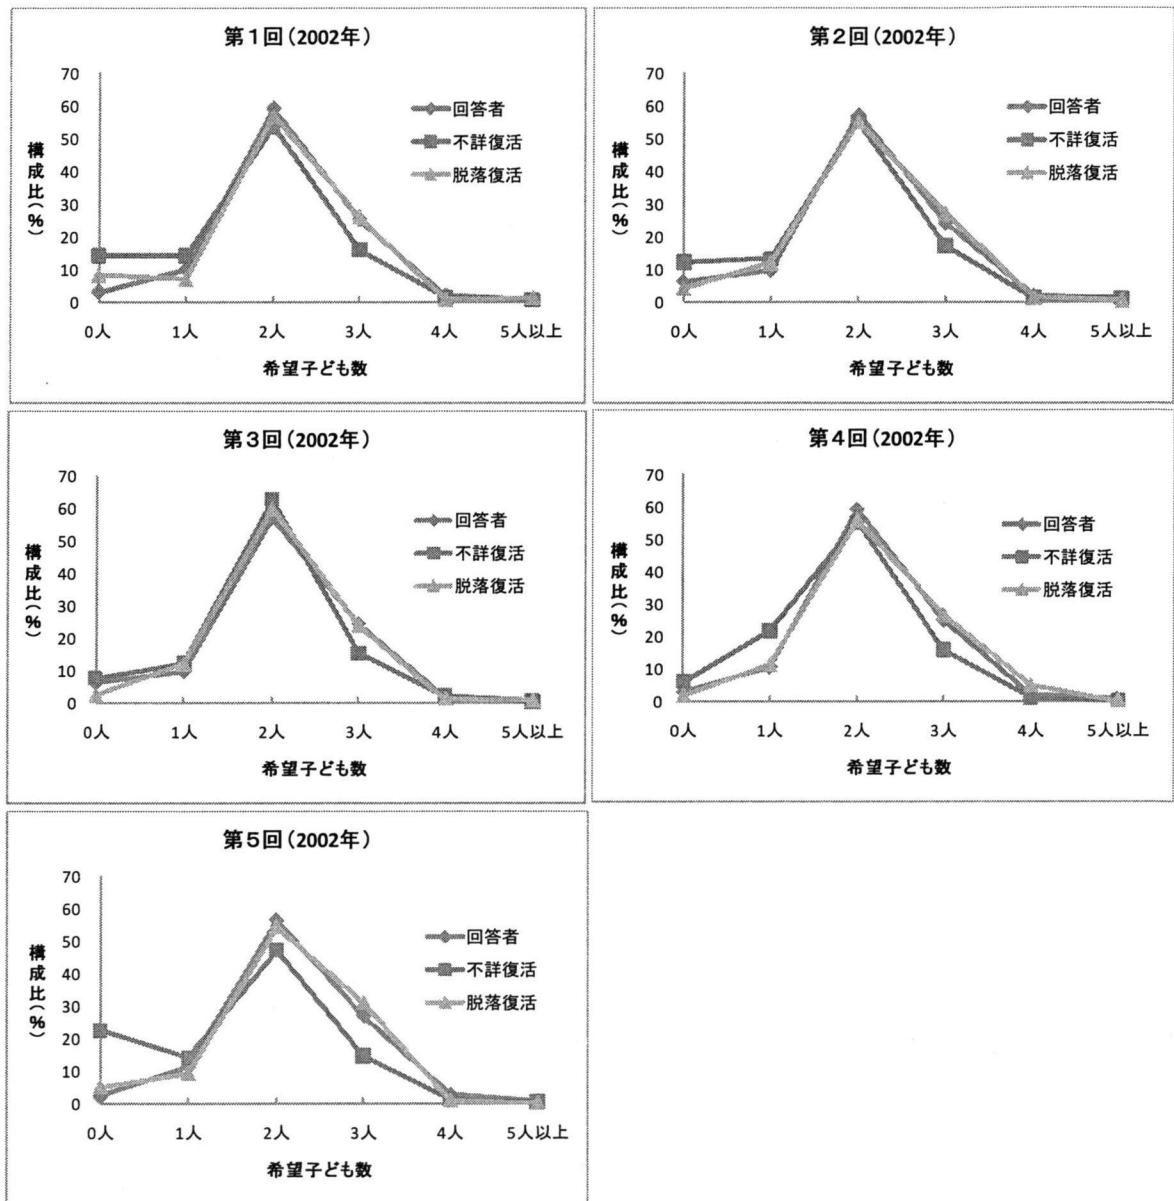 第1回(2002年)
70
60
50
40
30
20
10
0
構成比(%)
回答者
不詳復活
脱落復活
0人 1人 2人 3人 4人 5人以上
希望子ども数
第2回(2002年)
70
60
50
40
30
20
10
0
構成比(%)
回答者
不詳復活
脱落復活
0人 1人 2人 3人 4人 5人以上
希望子ども数
第3回(2002年)
70
60
50
40
30
20
10
0
構成比(%)
回答者
不詳復活
脱落復活
0人 1人 2人 3人 4人 5人以上
希望子ども数
第4回(2002年)
70
60
50
40
30
20
10
0
構成比(%)
回答者
不詳復活
脱落復活
0人 1人 2人 3人 4人 5人以上
希望子ども数
第5回(2002年)
70
60
50
40
30
20
10
0
構成比(%)
回答者
不詳復活
脱落復活
0人 1人 2人 3人 4人 5人以上
希望子ども数